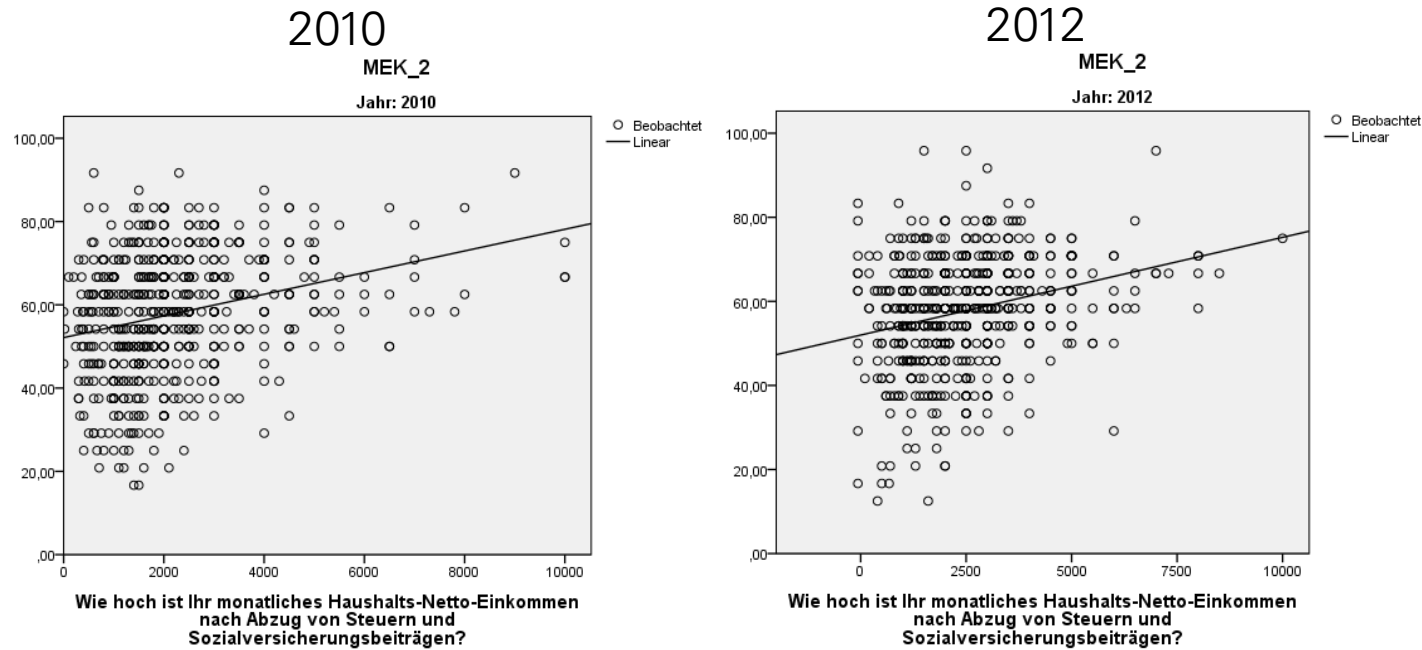 2010
MEK_2
Jahr: 2010
Beobachtet
Linear
100,00
80,00
60,00
40,00
20,00
,00
0 2000 4000 6000 8000 10000
Wie hoch ist Ihr monatliches Haushalts-Netto-Einkommen
nach Abzug von Steuern und
Sozialversicherungsbeiträgen?
2012
MEK_2
Jahr: 2012
Beobachtet
Linear
100,00
80,00
60,00
40,00
20,00
,00
0 2500 5000 7500 10000
Wie hoch ist Ihr monatliches Haushalts-Netto-Einkommen
nach Abzug von Steuern und
Sozialversicherungsbeiträgen?